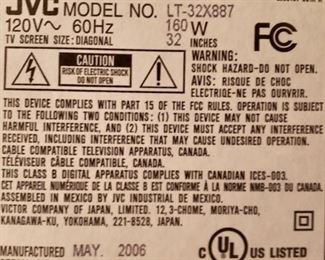 JVC MODEL NO. LT-32X887
120V~ 60Hz 160W
TV SCREEN SIZE: DIAGONAL 32 INCHES
FC
CAUTION
RISK OF ELECTRIC SHOCK
DO NOT OPEN
WARNING:
SHOCK HAZARD-DO NOT OPEN.
AVIS: RISQUE DE CHOC
ELECTRIQE-NE PAS OURVRIR.
THIS DEVICE COMPLIES WITH PART 15 OF THE FCC RULES. OPERATION IS SUBJECT
TO THE FOLLOWING TWO CONDITIONS: (1) THIS DEVICE MAY NOT CAUSE
HARMFUL INTERFERENCE, AND (2) THIS DEVICE MUST ACCEPT ANY INTERFERENCE
RECEIVED, INCLUDING INTERFERENCE THAT MAY CAUSE UNDESIRED OPERATION.
CABLE COMPATIBLE TELEVISION APPARATUS, CANADA.
TÉLÉVISEUR CÂBLE COMPATIBLE, CANADA.
THIS CLASS B DIGITAL APPARATUS COMPLIES WITH CANADIAN ICES-003.
CET APPAREIL NUMÉRIQUE DE LA CLASSE B EST CONFORME À LA NORME NMB-003 DU CANADA.
ASSEMBLED IN MEXICO BY JVC INDUSTRIAL DE MEXICO.
VICTOR COMPANY OF JAPAN, LIMITED. 12, 3-CHOME, MORIYA-CHO,
KANAGAWA-KU, YOKOHAMA, 221-8528, JAPAN.
MANUFACTURED MAY. 2006
C UL US LISTED